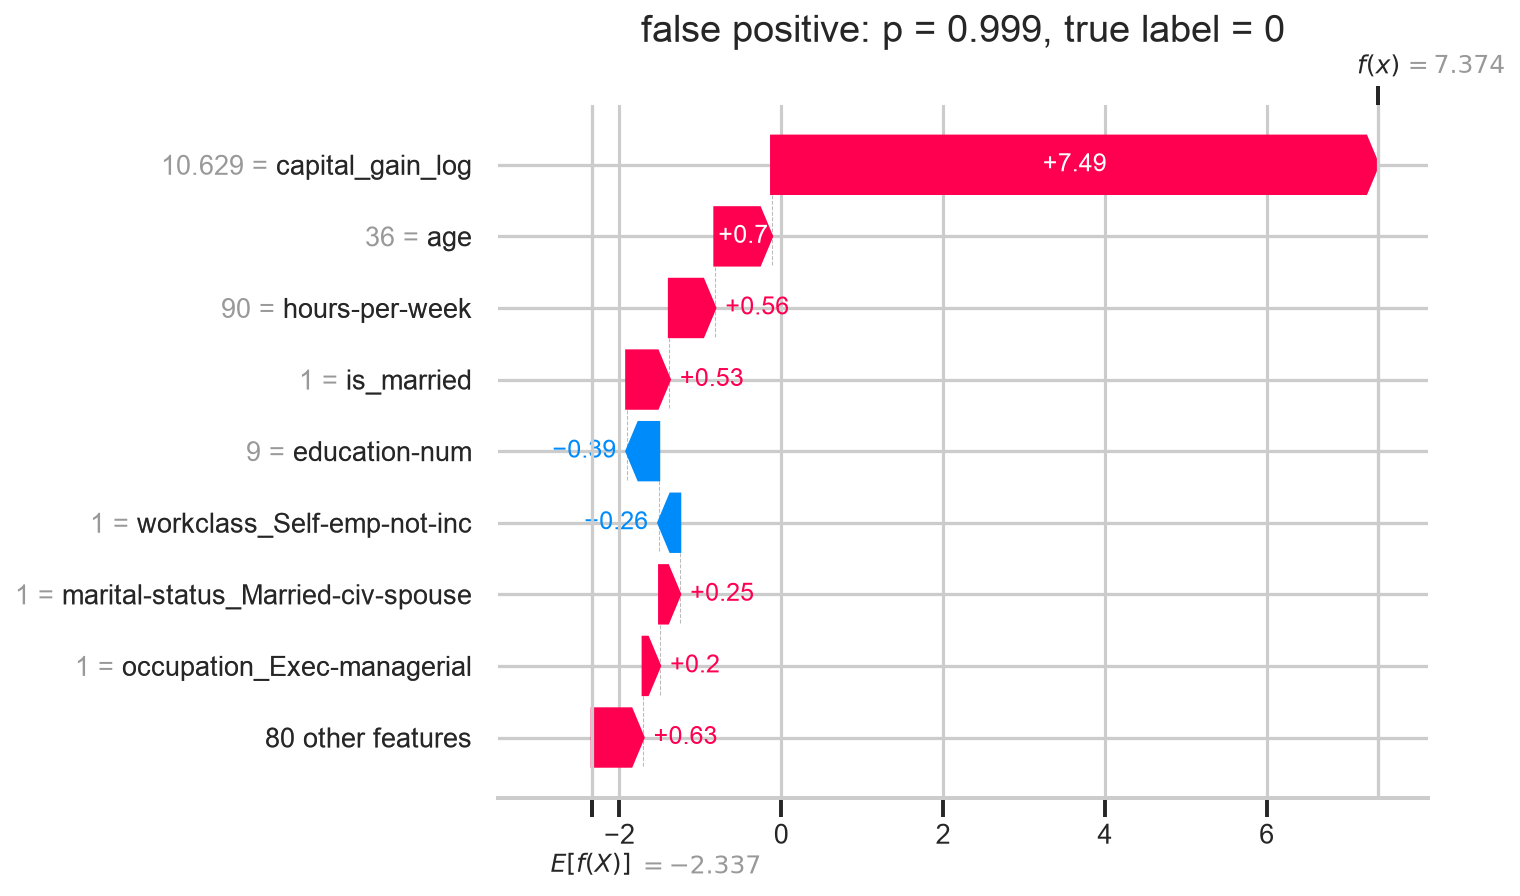 false positive: p = 0.999, true label = 0
f(x) = 7.374
10.629 = capital_gain_log +7.49
36 = age +0.7
90 = hours-per-week +0.56
1 = is_married +0.53
9 = education-num −0.39
1 = workclass_Self-emp-not-inc −0.26
1 = marital-status_Married-civ-spouse +0.25
1 = occupation_Exec-managerial +0.2
80 other features +0.63
−2 0 2 4 6
E[f(X)] = −2.337